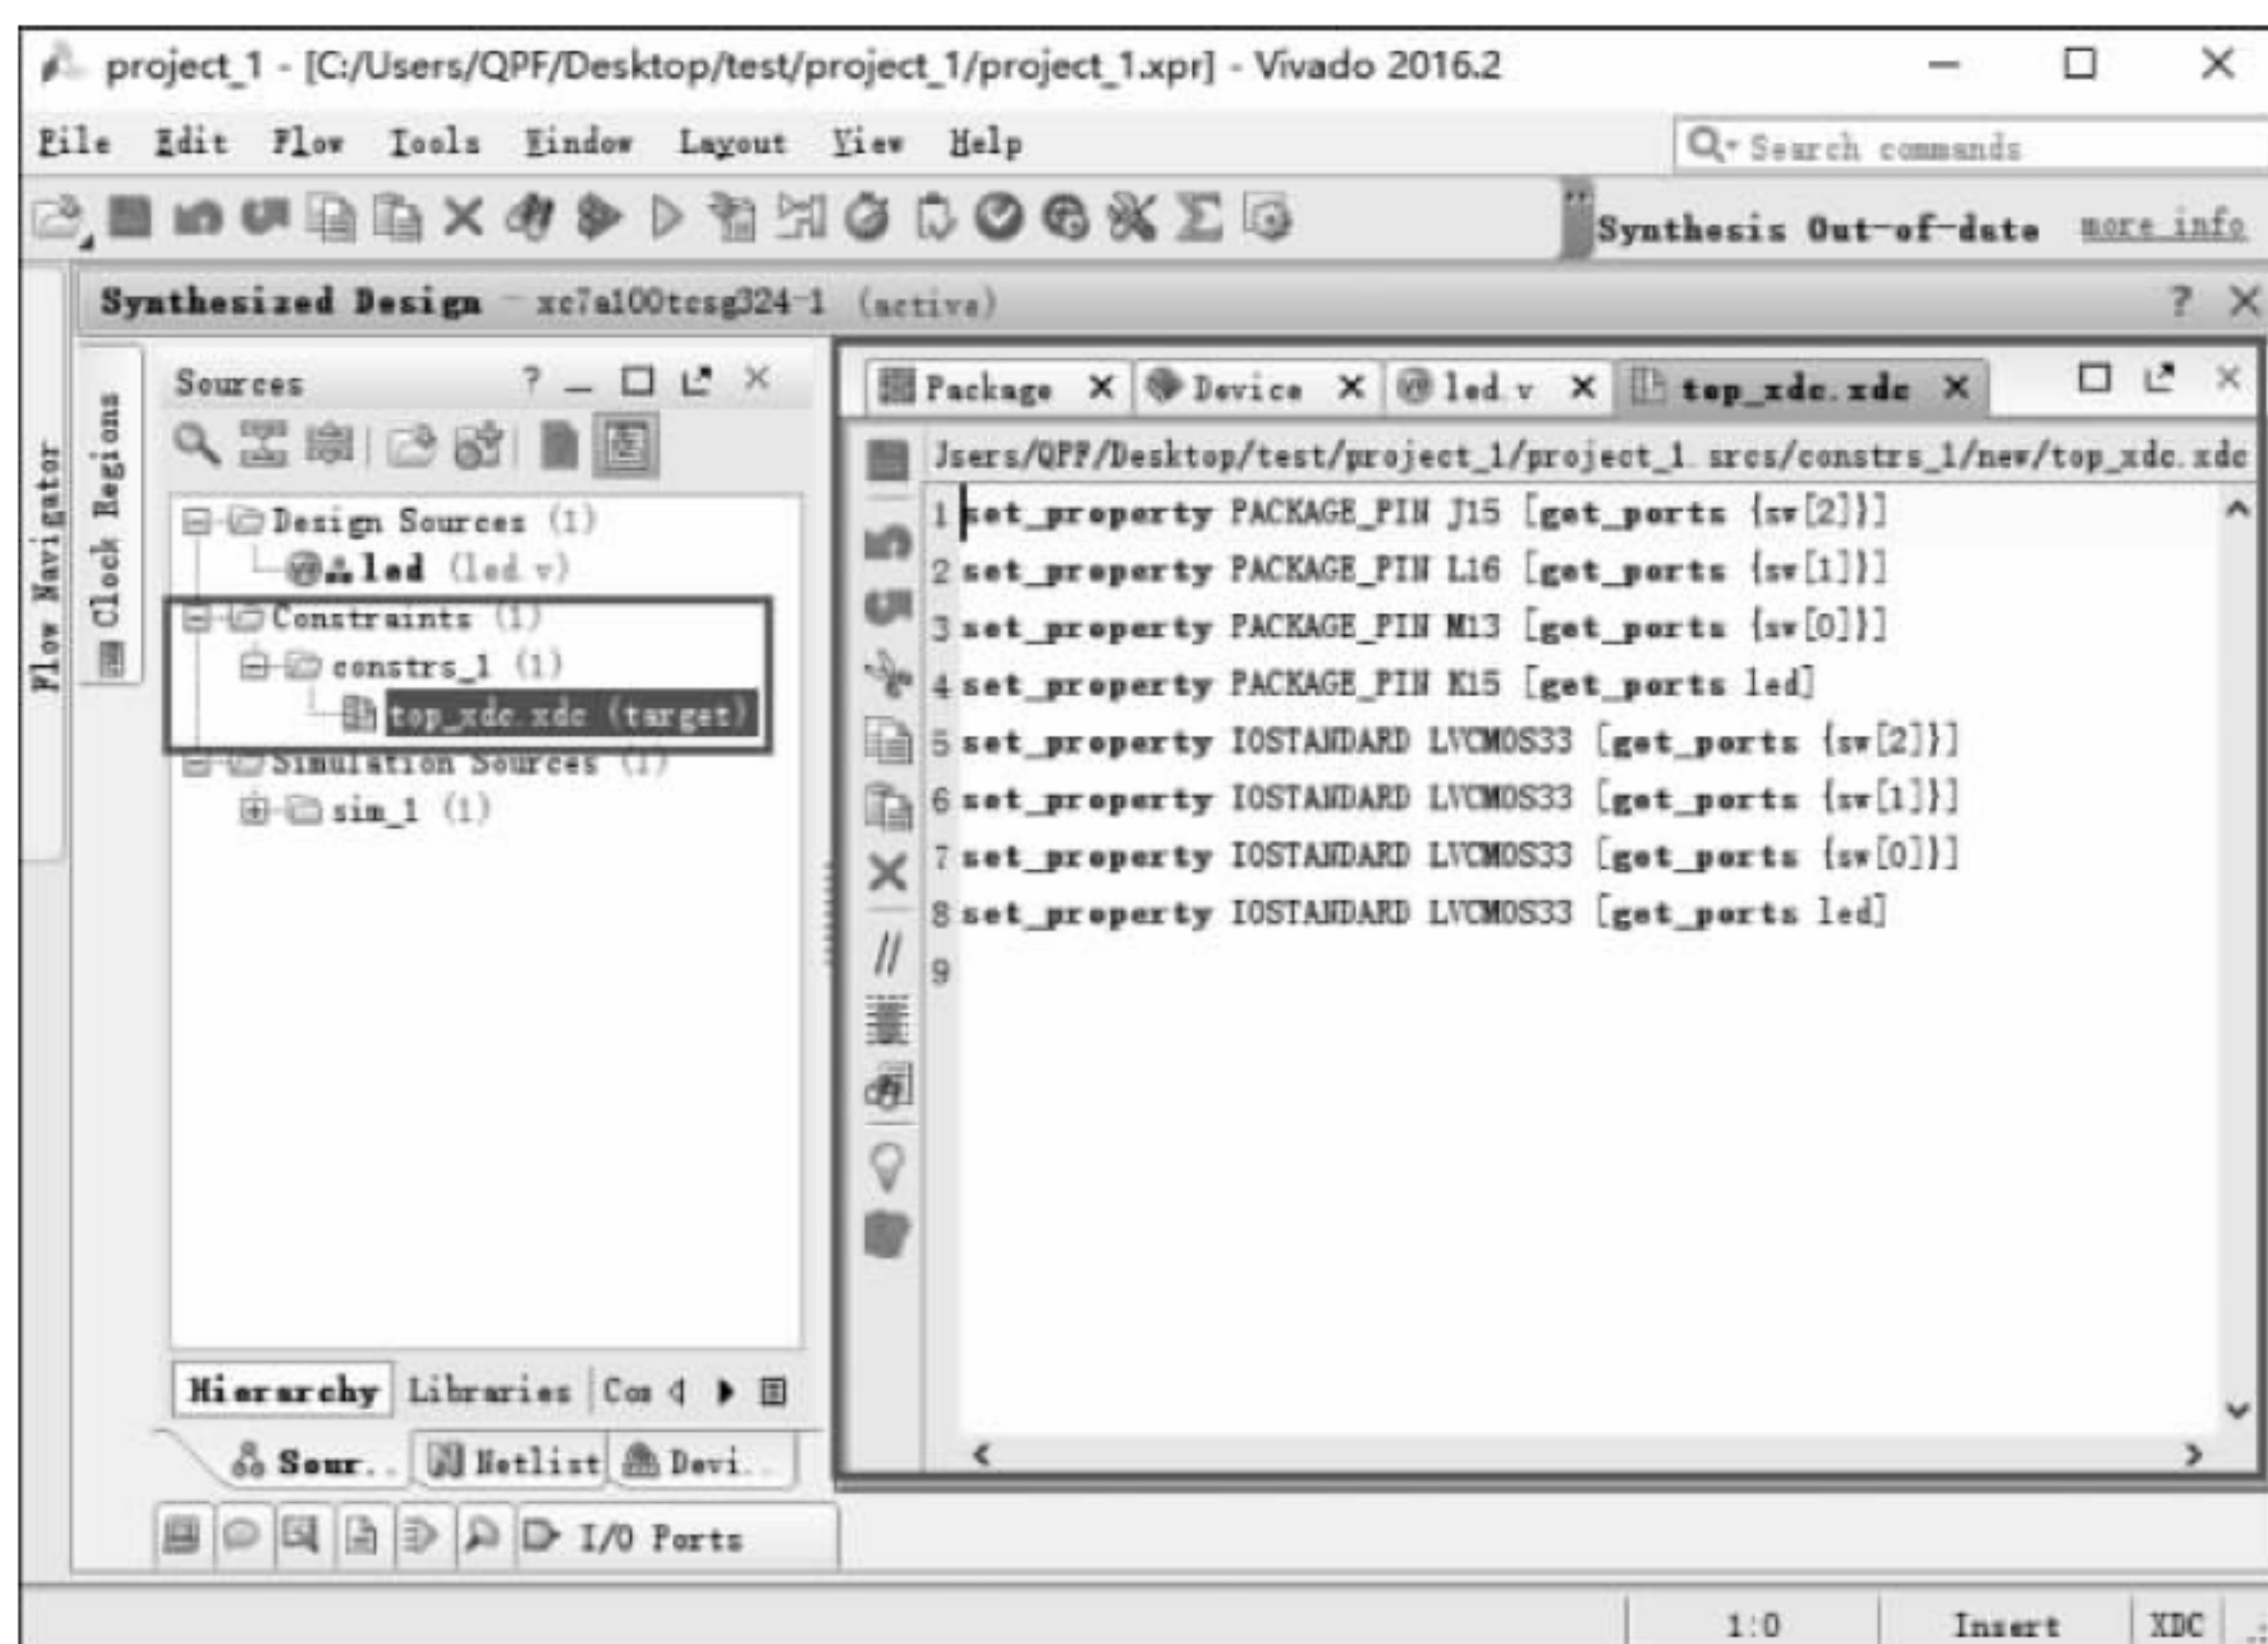 project_1 - [C:/Users/QPF/Desktop/test/project_1/project_1.xpr] - Vivado 2016.2
File Edit Flow Tools Window Layout View Help
Search commands
Synthesis Out-of-date more info
Synthesized Design - xc7a100tcsg324-1 (active)
Flow Navigator
Clock Regions
Sources
Design Sources (1)
led (led.v)
Constraints (1)
constrs_1 (1)
top_xdc.xdc (target)
Simulation Sources (1)
sim_1 (1)
Hierarchy Libraries Com
Sour.. Netlist Devi..
I/O Ports
Package Device led.v top_xdc.xdc
Jsers/QPF/Desktop/test/project_1/project_1.srcs/constrs_1/new/top_xdc.xdc
1 set_property PACKAGE_PIN J15 [get_ports {sw[2]}]
2 set_property PACKAGE_PIN L16 [get_ports {sw[1]}]
3 set_property PACKAGE_PIN M13 [get_ports {sw[0]}]
4 set_property PACKAGE_PIN K15 [get_ports led]
5 set_property IOSTANDARD LVCMOS33 [get_ports {sw[2]}]
6 set_property IOSTANDARD LVCMOS33 [get_ports {sw[1]}]
7 set_property IOSTANDARD LVCMOS33 [get_ports {sw[0]}]
8 set_property IOSTANDARD LVCMOS33 [get_ports led]
9
1:0 Insert XDC